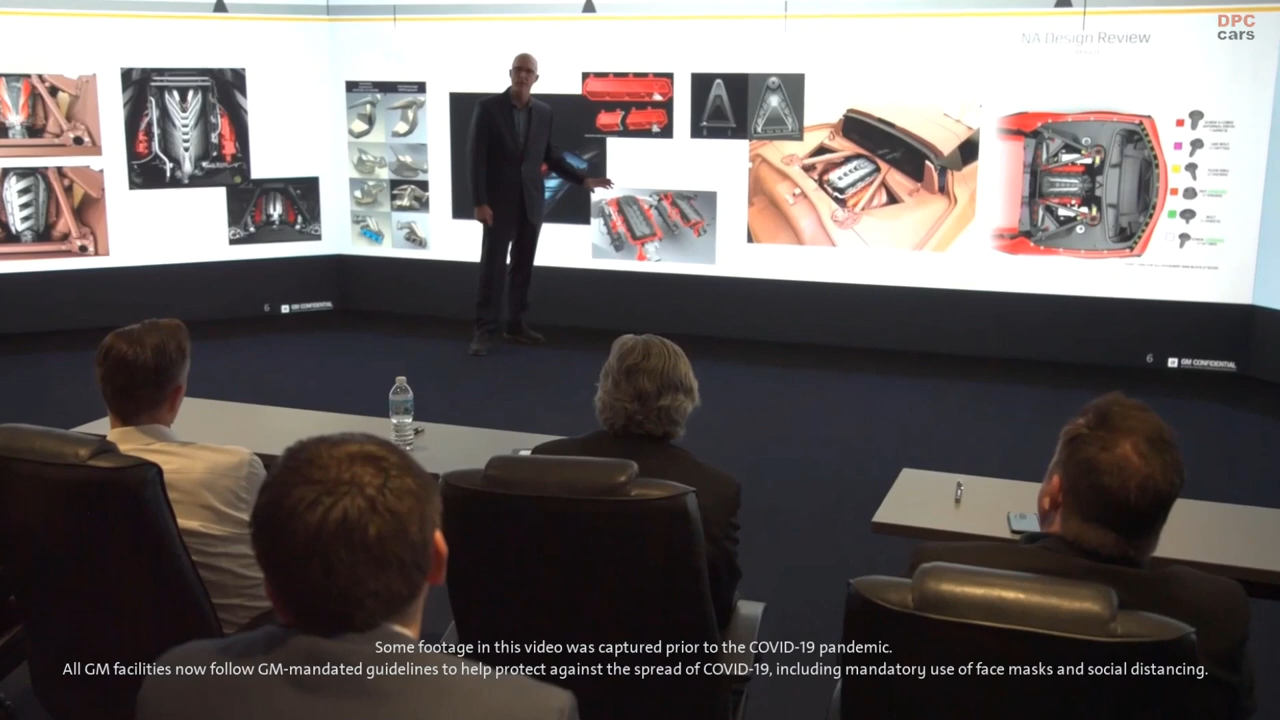 DPC
cars
NA Design Review
6 GM CONFIDENTIAL
6 GM CONFIDENTIAL
Some footage in this video was captured prior to the COVID-19 pandemic.
All GM facilities now follow GM-mandated guidelines to help protect against the spread of COVID-19, including mandatory use of face masks and social distancing.